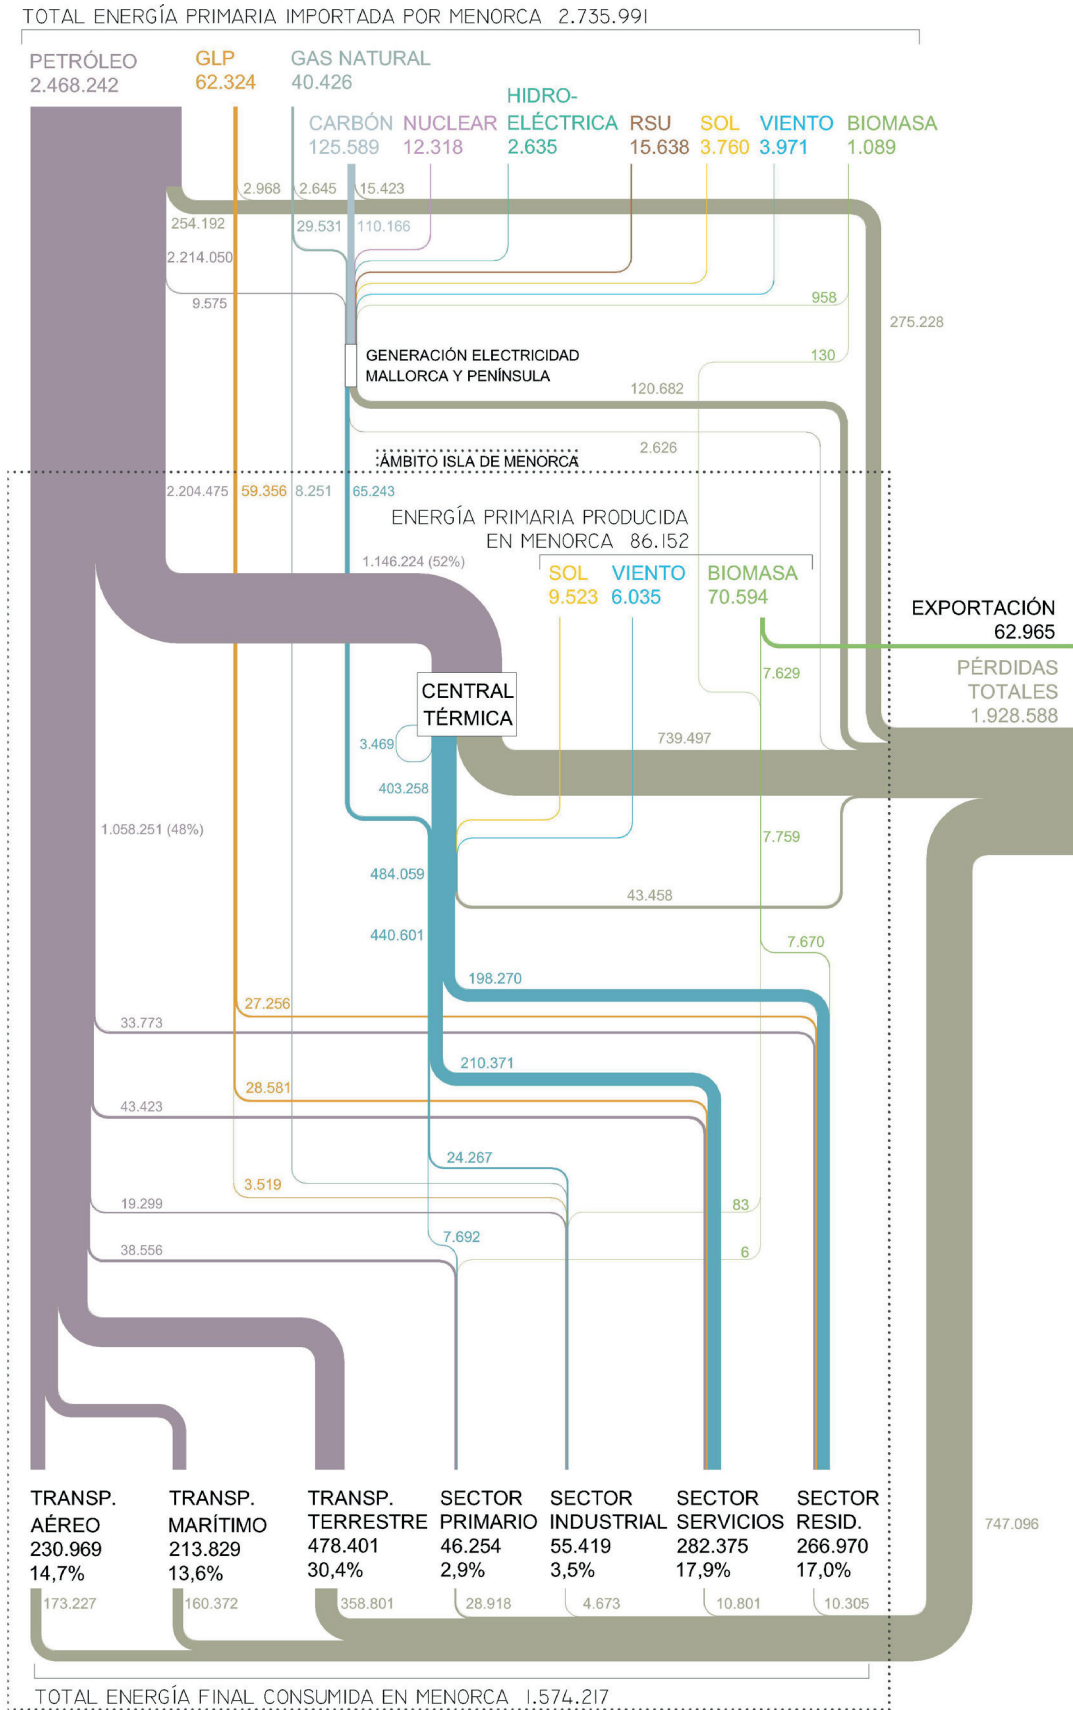 TOTAL ENERGÍA PRIMARIA IMPORTADA POR MENORCA 2.735.991
PETRÓLEO
2.468.242
GLP
62.324
GAS NATURAL
40.426
CARBÓN
125.589
NUCLEAR
12.318
HIDRO-
ELÉCTRICA
2.635
RSU
15.638
SOL
3.760
VIENTO
3.971
BIOMASA
1.089
2.968
2.645
15.423
254.192
29.531
110.166
2.214.050
9.575
958
275.228
GENERACIÓN ELECTRICIDAD
MALLORCA Y PENÍNSULA
130
120.682
2.626
ÁMBITO ISLA DE MENORCA
2.204.475
59.356
8.251
65.243
ENERGÍA PRIMARIA PRODUCIDA
EN MENORCA 86.152
1.146.224 (52%)
SOL
9.523
VIENTO
6.035
BIOMASA
70.594
EXPORTACIÓN
62.965
PÉRDIDAS
TOTALES
1.928.588
7.629
CENTRAL
TÉRMICA
3.469
739.497
403.258
1.058.251 (48%)
7.759
484.059
43.458
440.601
7.670
198.270
27.256
33.773
210.371
28.581
43.423
24.267
3.519
19.299
83
7.692
38.556
6
TRANSP.
AÉREO
230.969
14,7%
TRANSP.
MARÍTIMO
213.829
13,6%
TRANSP.
TERRESTRE
478.401
30,4%
SECTOR
PRIMARIO
46.254
2,9%
SECTOR
INDUSTRIAL
55.419
3,5%
SECTOR
SERVICIOS
282.375
17,9%
SECTOR
RESID.
266.970
17,0%
747.096
173.227
160.372
358.801
28.918
4.673
10.801
10.305
TOTAL ENERGÍA FINAL CONSUMIDA EN MENORCA 1.574.217